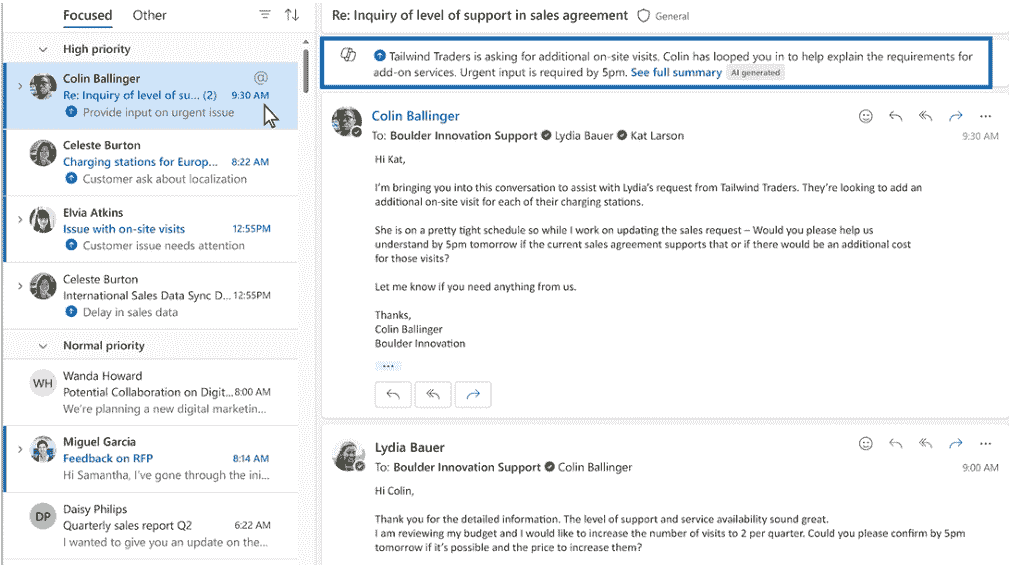 Focused Other
High priority
Colin Ballinger
Re: Inquiry of level of su... (2) 9:30 AM
Provide input on urgent issue
Celeste Burton
Charging stations for Europ... 8:22 AM
Customer ask about localization
Elvia Atkins
Issue with on-site visits 12:55PM
Customer issue needs attention
Celeste Burton
International Sales Data Sync D... 12:55PM
Delay in sales data
Normal priority
WH
Wanda Howard
Potential Collaboration on Digit... 8:00 AM
We're planning a new digital marketin...
Miguel Garcia
Feedback on RFP 8:14 AM
Hi Samantha, I've gone through the ini...
DP
Daisy Philips
Quarterly sales report Q2 6:22 AM
I wanted to give you an update on the...
Re: Inquiry of level of support in sales agreement General
Tailwind Traders is asking for additional on-site visits. Colin has looped you in to help explain the requirements for
add-on services. Urgent input is required by 5pm. See full summary AI generated
Colin Ballinger
To: Boulder Innovation Support Lydia Bauer Kat Larson
9:30 AM
Hi Kat,
I'm bringing you into this conversation to assist with Lydia's request from Tailwind Traders. They're looking to add an
additional on-site visit for each of their charging stations.
She is on a pretty tight schedule so while I work on updating the sales request – Would you please help us
understand by 5pm tomorrow if the current sales agreement supports that or if there would be an additional cost
for those visits?
Let me know if you need anything from us.
Thanks,
Colin Ballinger
Boulder Innovation
Lydia Bauer
To: Boulder Innovation Support Colin Ballinger
9:00 AM
Hi Colin,
Thank you for the detailed information. The level of support and service availability sound great.
I am reviewing my budget and I would like to increase the number of visits to 2 per quarter. Could you please confirm by 5pm
tomorrow if it's possible and the price to increase them?